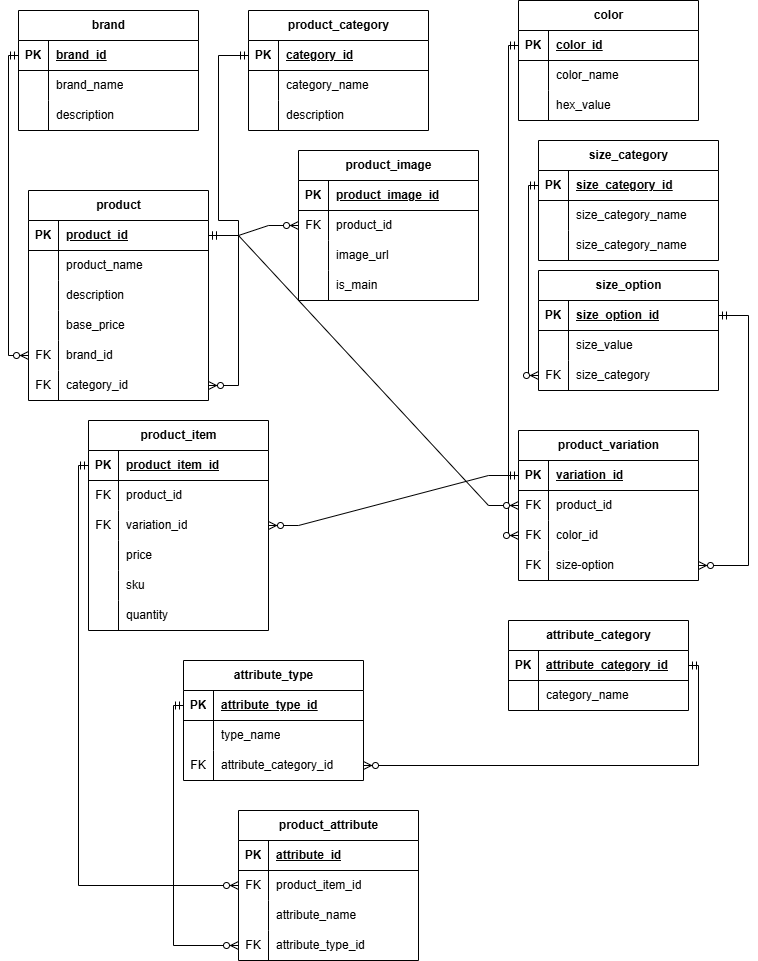 brand
PK brand_id
brand_name
description
product_category
PK category_id
category_name
description
color
PK color_id
color_name
hex_value
product_image
PK product_image_id
FK product_id
image_url
is_main
size_category
PK size_category_id
size_category_name
size_category_name
product
PK product_id
product_name
description
base_price
FK brand_id
FK category_id
size_option
PK size_option_id
size_value
FK size_category
product_item
PK product_item_id
FK product_id
FK variation_id
price
sku
quantity
product_variation
PK variation_id
FK product_id
FK color_id
FK size-option
attribute_category
PK attribute_category_id
category_name
attribute_type
PK attribute_type_id
type_name
FK attribute_category_id
product_attribute
PK attribute_id
FK product_item_id
attribute_name
FK attribute_type_id